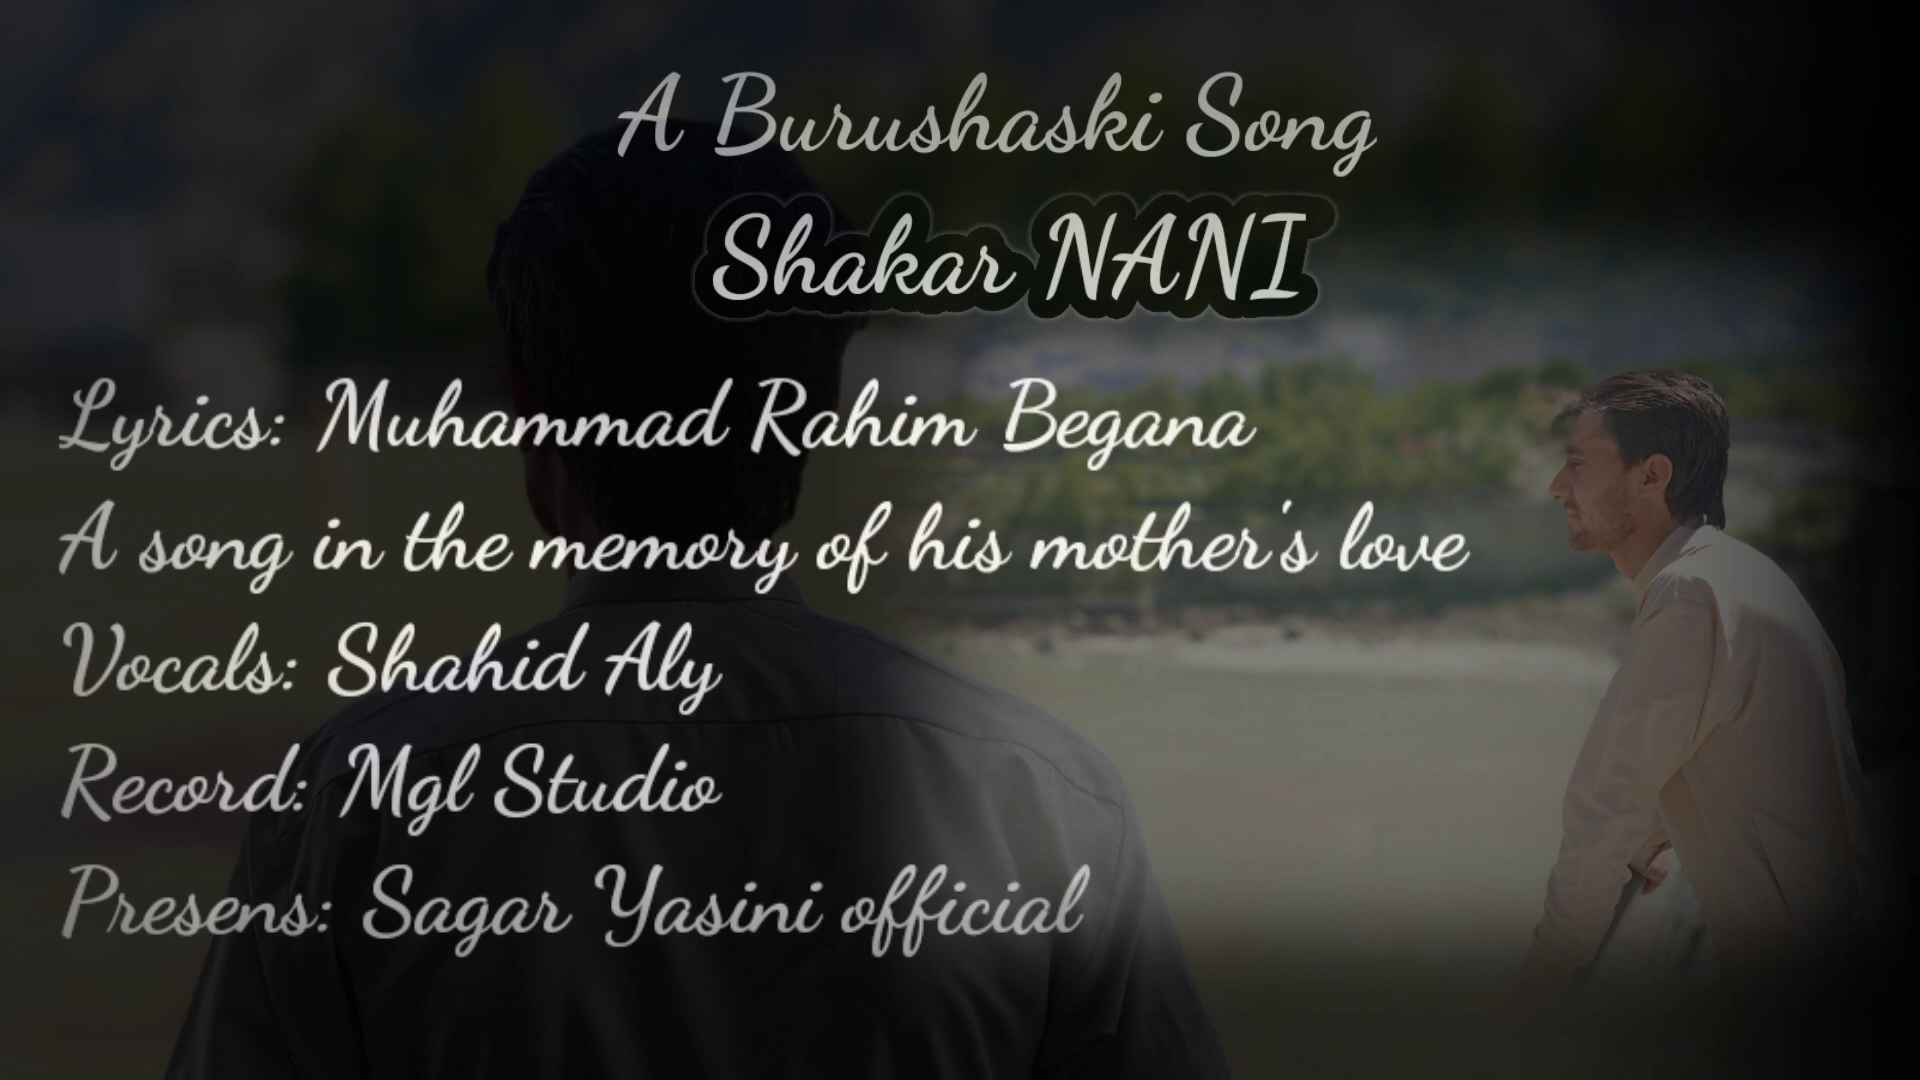 A Burushaski Song
Shakar NANI
Lyrics: Muhammad Rahim Begana
A song in the memory of his mother's love
Vocals: Shahid Aly
Record: Mgl Studio
Presens: Sagar Yasini official